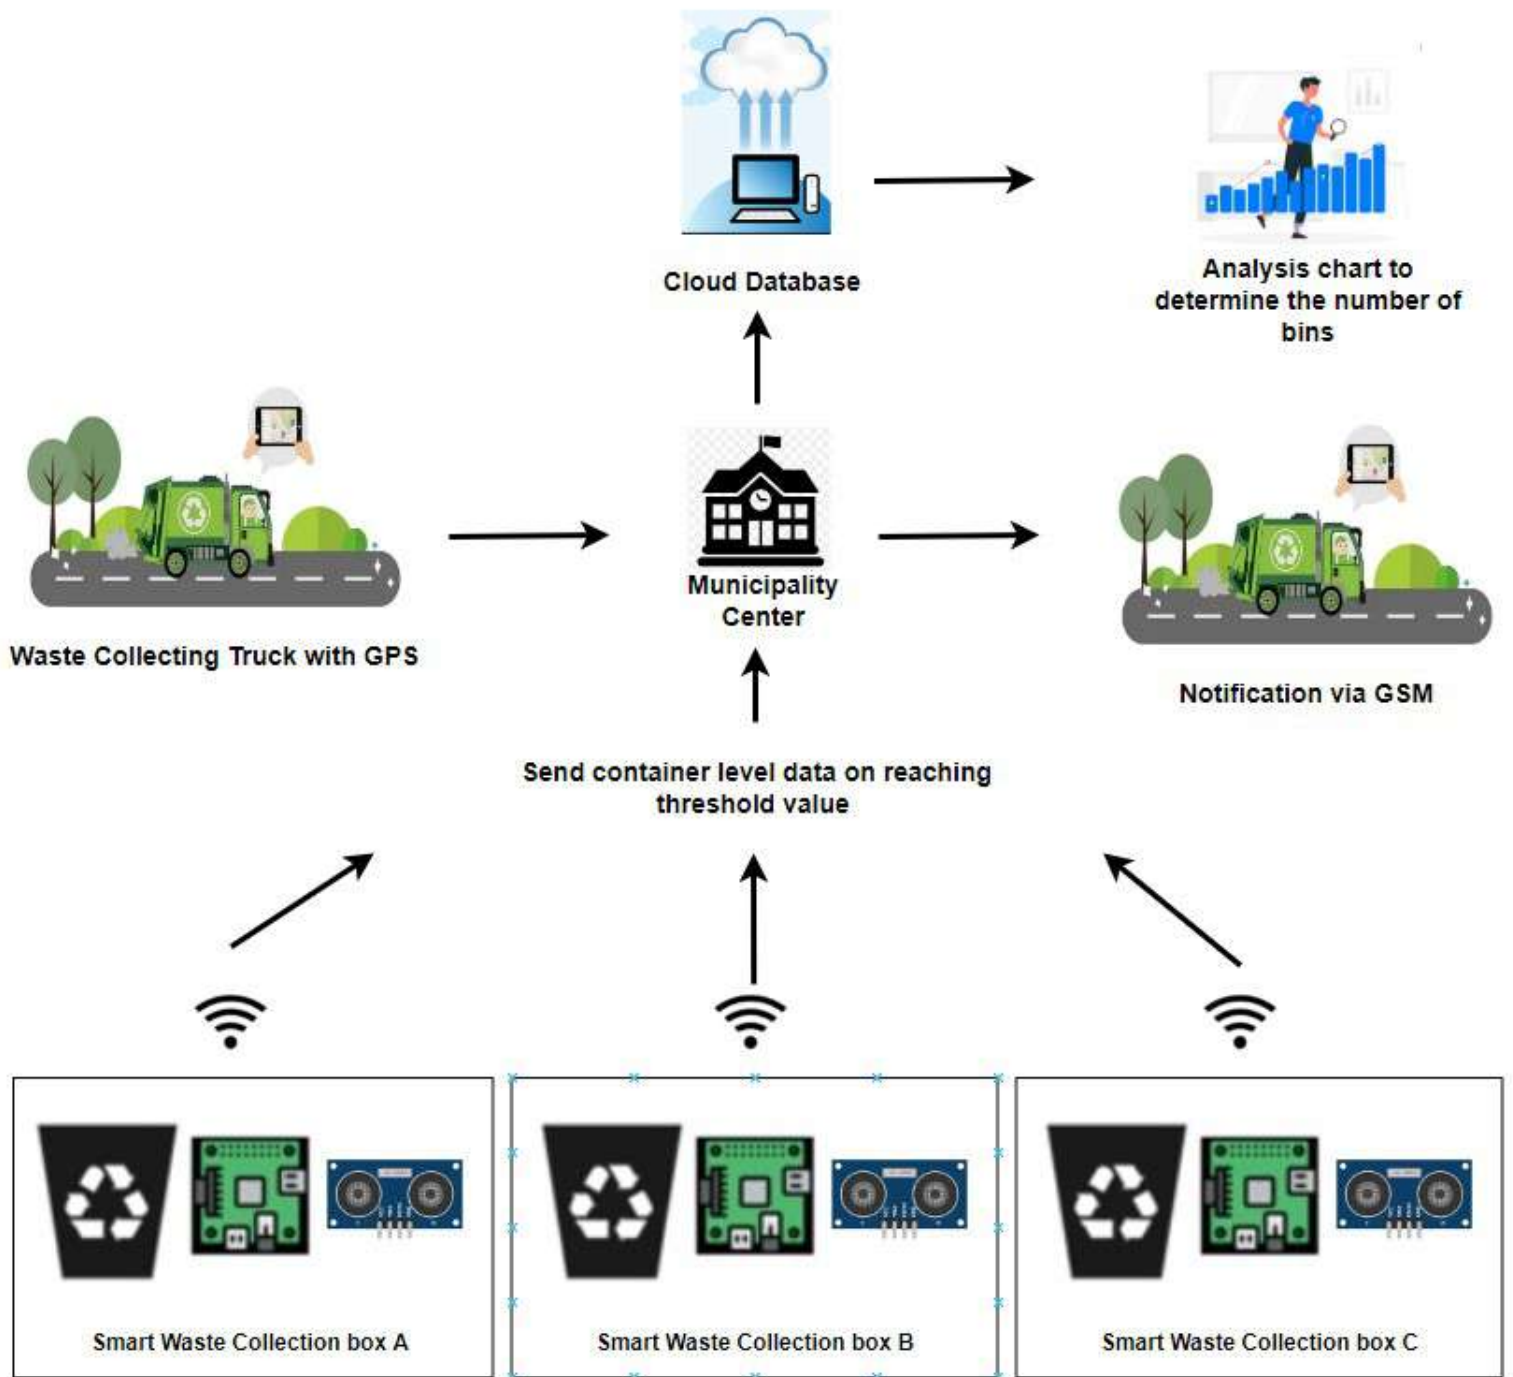 Cloud Database
Analysis chart to
determine the number of
bins
Municipality
Center
Waste Collecting Truck with GPS
Notification via GSM
Send container level data on reaching
threshold value
Smart Waste Collection box A
Smart Waste Collection box B
Smart Waste Collection box C